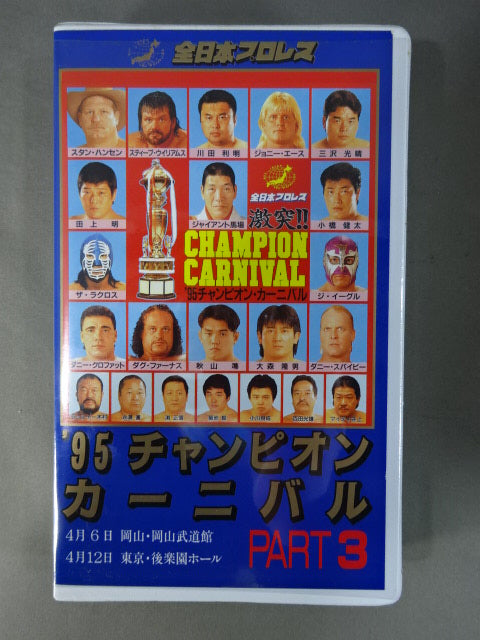 全日本プロレス
スタン・ハンセン
スティーブ・ウイリアムス
川田利明
ジョニー・エース
三沢光晴
田上明
ジャイアント馬場
全日本プロレス
激突!!
小橋健太
CHAMPION
CARNIVAL
'95チャンピオン・カーニバル
ザ・ラクロス
ジ・イーグル
ダニー・クロファット
ダグ・ファーナス
秋山準
大森隆男
ダニー・スパイビー
'95 チャンピオン
カーニバル
4月6日 岡山・岡山武道館
4月12日 東京・後楽園ホール
PART 3